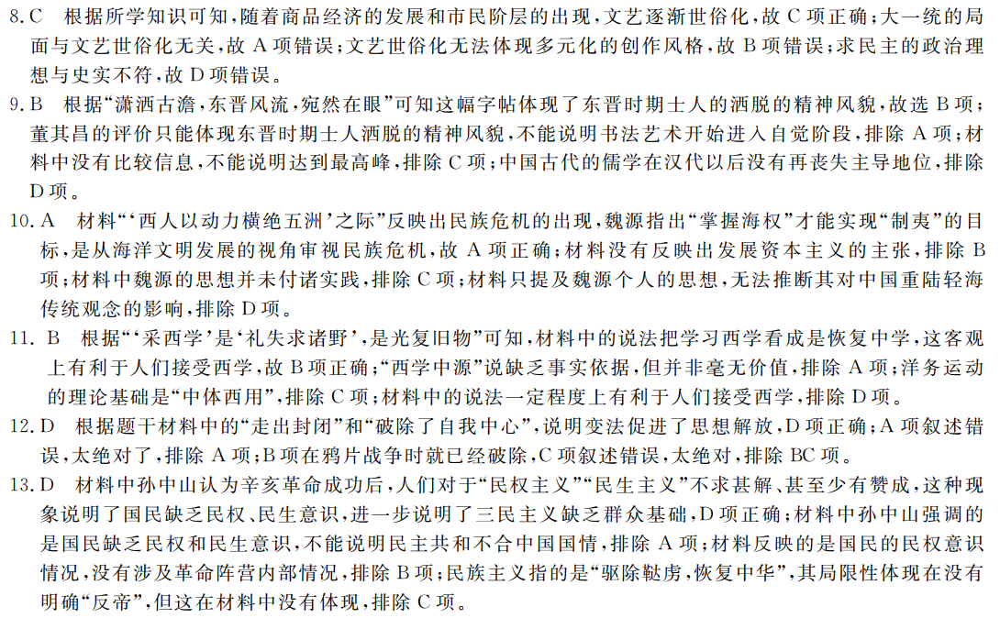 8. C　根据所学知识可知,随着商品经济的发展和市民阶层的出现,文艺逐渐世俗化,故 C 项正确;大一统的局
面与文艺世俗化无关,故 A 项错误;文艺世俗化无法体现多元化的创作风格,故 B 项错误;求民主的政治理
想与史实不符,故 D 项错误。
9. B　根据“潇洒古澹,东晋风流,宛然在眼”可知这幅字帖体现了东晋时期士人的洒脱的精神风貌,故选 B 项;
董其昌的评价只能体现东晋时期士人洒脱的精神风貌,不能说明书法艺术开始进入自觉阶段,排除 A 项;材
料中没有比较信息,不能说明达到最高峰,排除 C 项;中国古代的儒学在汉代以后没有再丧失主导地位,排除
D 项。
10. A　材料“‘西人以动力横绝五洲’之际”反映出民族危机的出现,魏源指出“掌握海权”才能实现“制夷”的目
标,是从海洋文明发展的视角审视民族危机,故 A 项正确;材料没有反映出发展资本主义的主张,排除 B
项;材料中魏源的思想并未付诸实践,排除 C 项;材料只提及魏源个人的思想,无法推断其对中国重陆轻海
传统观念的影响,排除 D 项。
11. B　根据“‘采西学’是‘礼失求诸野’,是光复旧物”可知,材料中的说法把学习西学看成是恢复中学,这客观
上有利于人们接受西学,故 B 项正确;“西学中源”说缺乏事实依据,但并非毫无价值,排除 A 项;洋务运动
的理论基础是“中体西用”,排除 C 项;材料中的说法一定程度上有利于人们接受西学,排除 D 项。
12. D　根据题干材料中的“走出封闭”和“破除了自我中心”,说明变法促进了思想解放,D 项正确;A 项叙述错
误,太绝对了,排除 A 项;B 项在鸦片战争时就已经破除,C 项叙述错误,太绝对,排除 BC 项。
13. D　材料中孙中山认为辛亥革命成功后,人们对于“民权主义”“民生主义”不求甚解、甚至少有赞成,这种现
象说明了国民缺乏民权、民生意识,进一步说明了三民主义缺乏群众基础,D 项正确;材料中孙中山强调的
是国民缺乏民权和民生意识,不能说明民主共和不合中国国情,排除 A 项;材料反映的是国民的民权意识
情况,没有涉及革命阵营内部情况,排除 B 项;民族主义指的是“驱除鞑虏,恢复中华”,其局限性体现在没有
明确“反帝”,但这在材料中没有体现,排除 C 项。